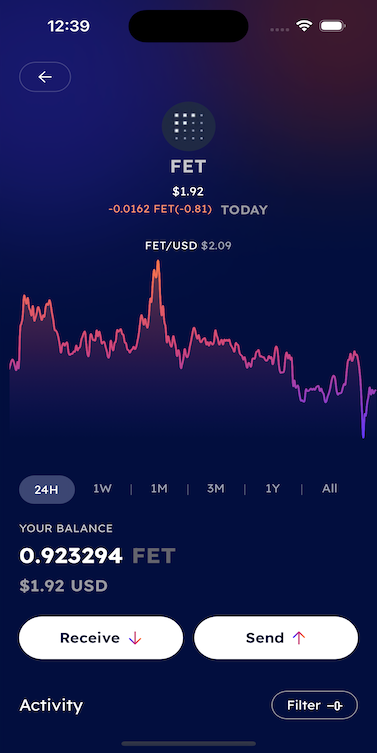 12:39
FET
$1.92
-0.0162 FET(-0.81) TODAY
FET/USD $2.09
24H 1W | 1M | 3M | 1Y | All
YOUR BALANCE
0.923294 FET
$1.92 USD
Receive Send
Activity Filter